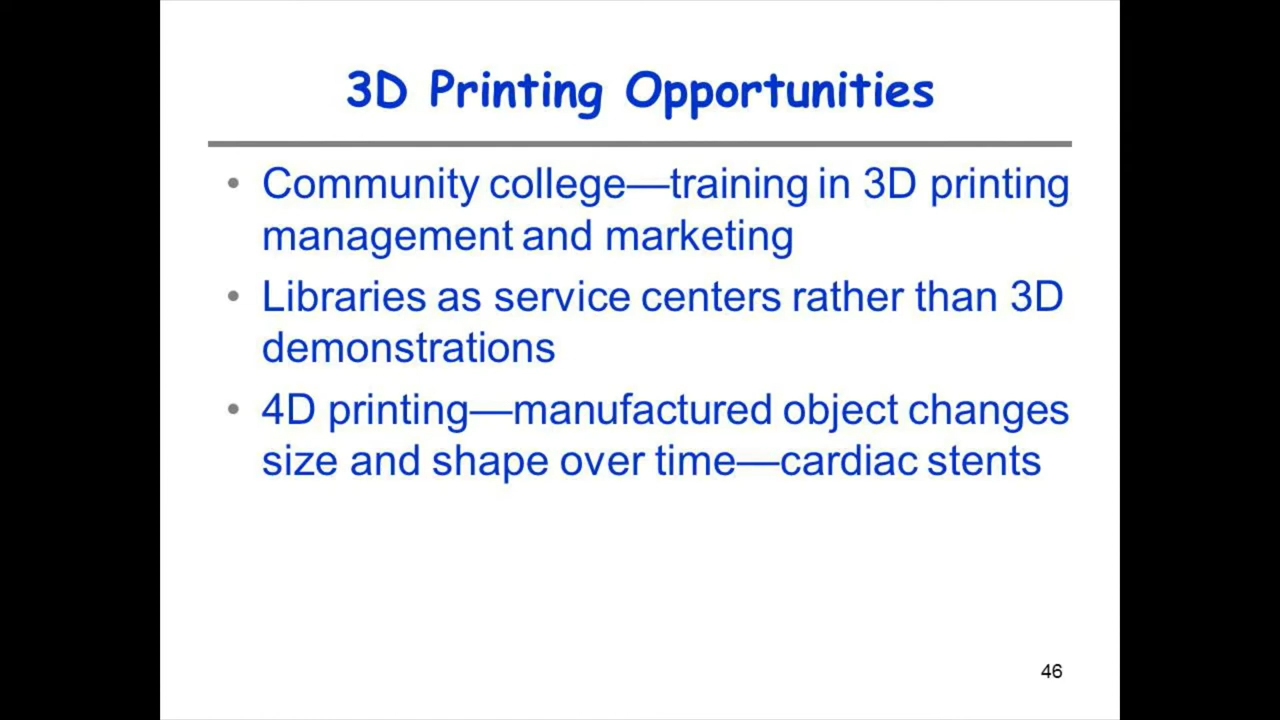 3D Printing Opportunities
• Community college—training in 3D printing
management and marketing
• Libraries as service centers rather than 3D
demonstrations
• 4D printing—manufactured object changes
size and shape over time—cardiac stents
46